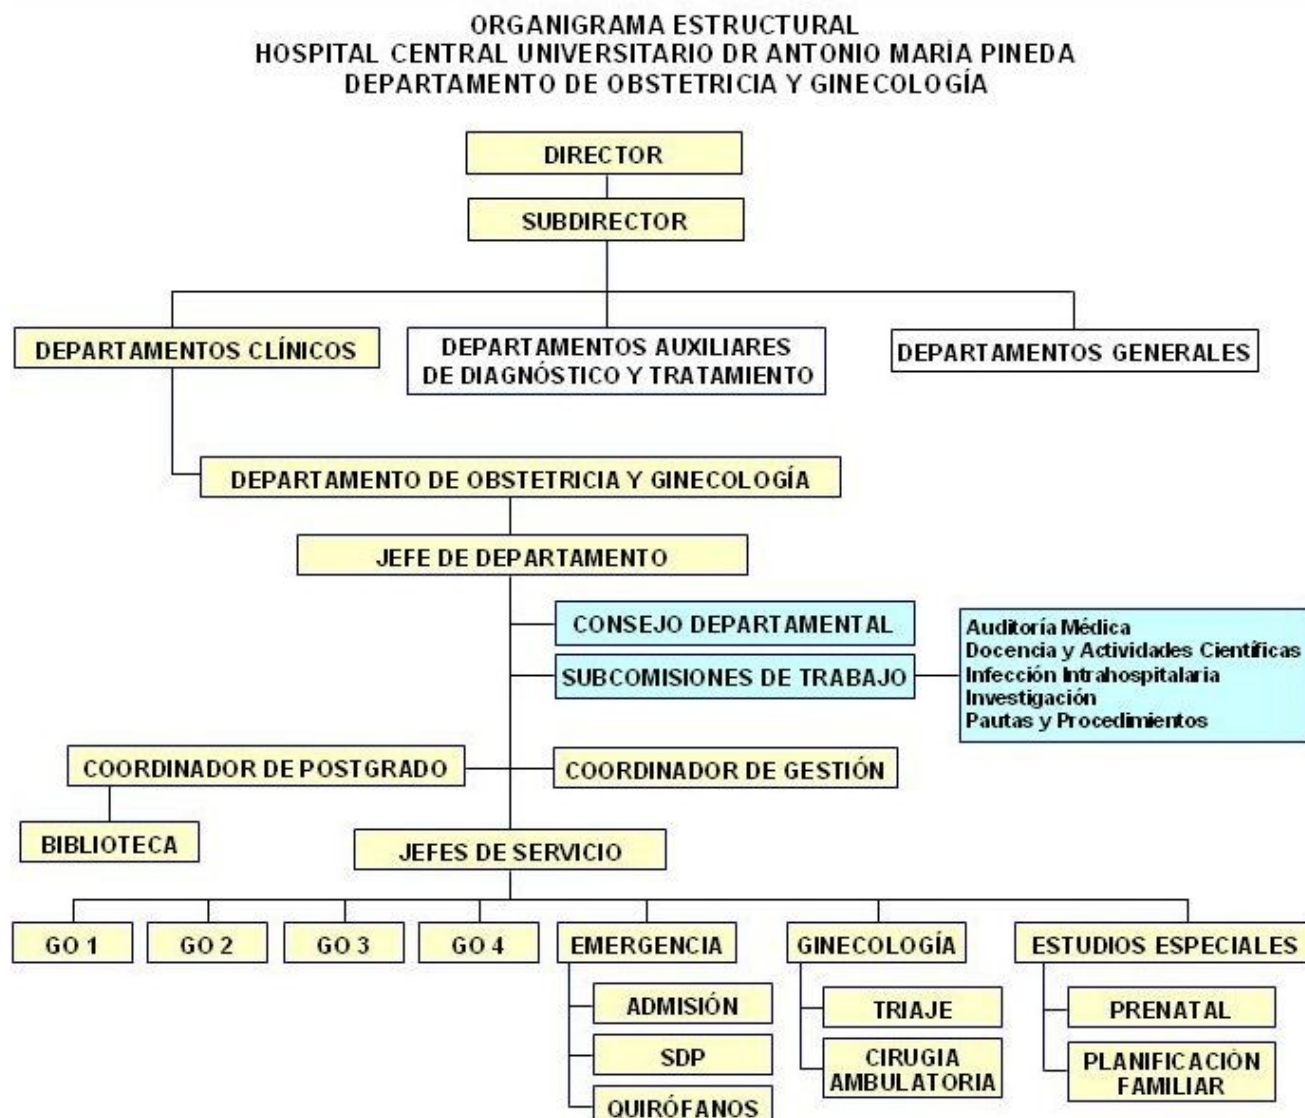 ORGANIGRAMA ESTRUCTURAL
HOSPITAL CENTRAL UNIVERSITARIO DR ANTONIO MARÍA PINEDA
DEPARTAMENTO DE OBSTETRICIA Y GINECOLOGÍA
DIRECTOR
SUBDIRECTOR
DEPARTAMENTOS CLÍNICOS
DEPARTAMENTOS AUXILIARES
DE DIAGNÓSTICO Y TRATAMIENTO
DEPARTAMENTOS GENERALES
DEPARTAMENTO DE OBSTETRICIA Y GINECOLOGÍA
JEFE DE DEPARTAMENTO
CONSEJO DEPARTAMENTAL
SUBCOMISIONES DE TRABAJO
Auditoría Médica
Docencia y Actividades Científicas
Infección Intrahospitalaria
Investigación
Pautas y Procedimientos
COORDINADOR DE POSTGRADO
COORDINADOR DE GESTIÓN
BIBLIOTECA
JEFES DE SERVICIO
GO 1
GO 2
GO 3
GO 4
EMERGENCIA
GINECOLOGÍA
ESTUDIOS ESPECIALES
ADMISIÓN
SDP
QUIRÓFANOS
TRIAJE
CIRUGIA
AMBULATORIA
PRENATAL
PLANIFICACIÓN
FAMILIAR